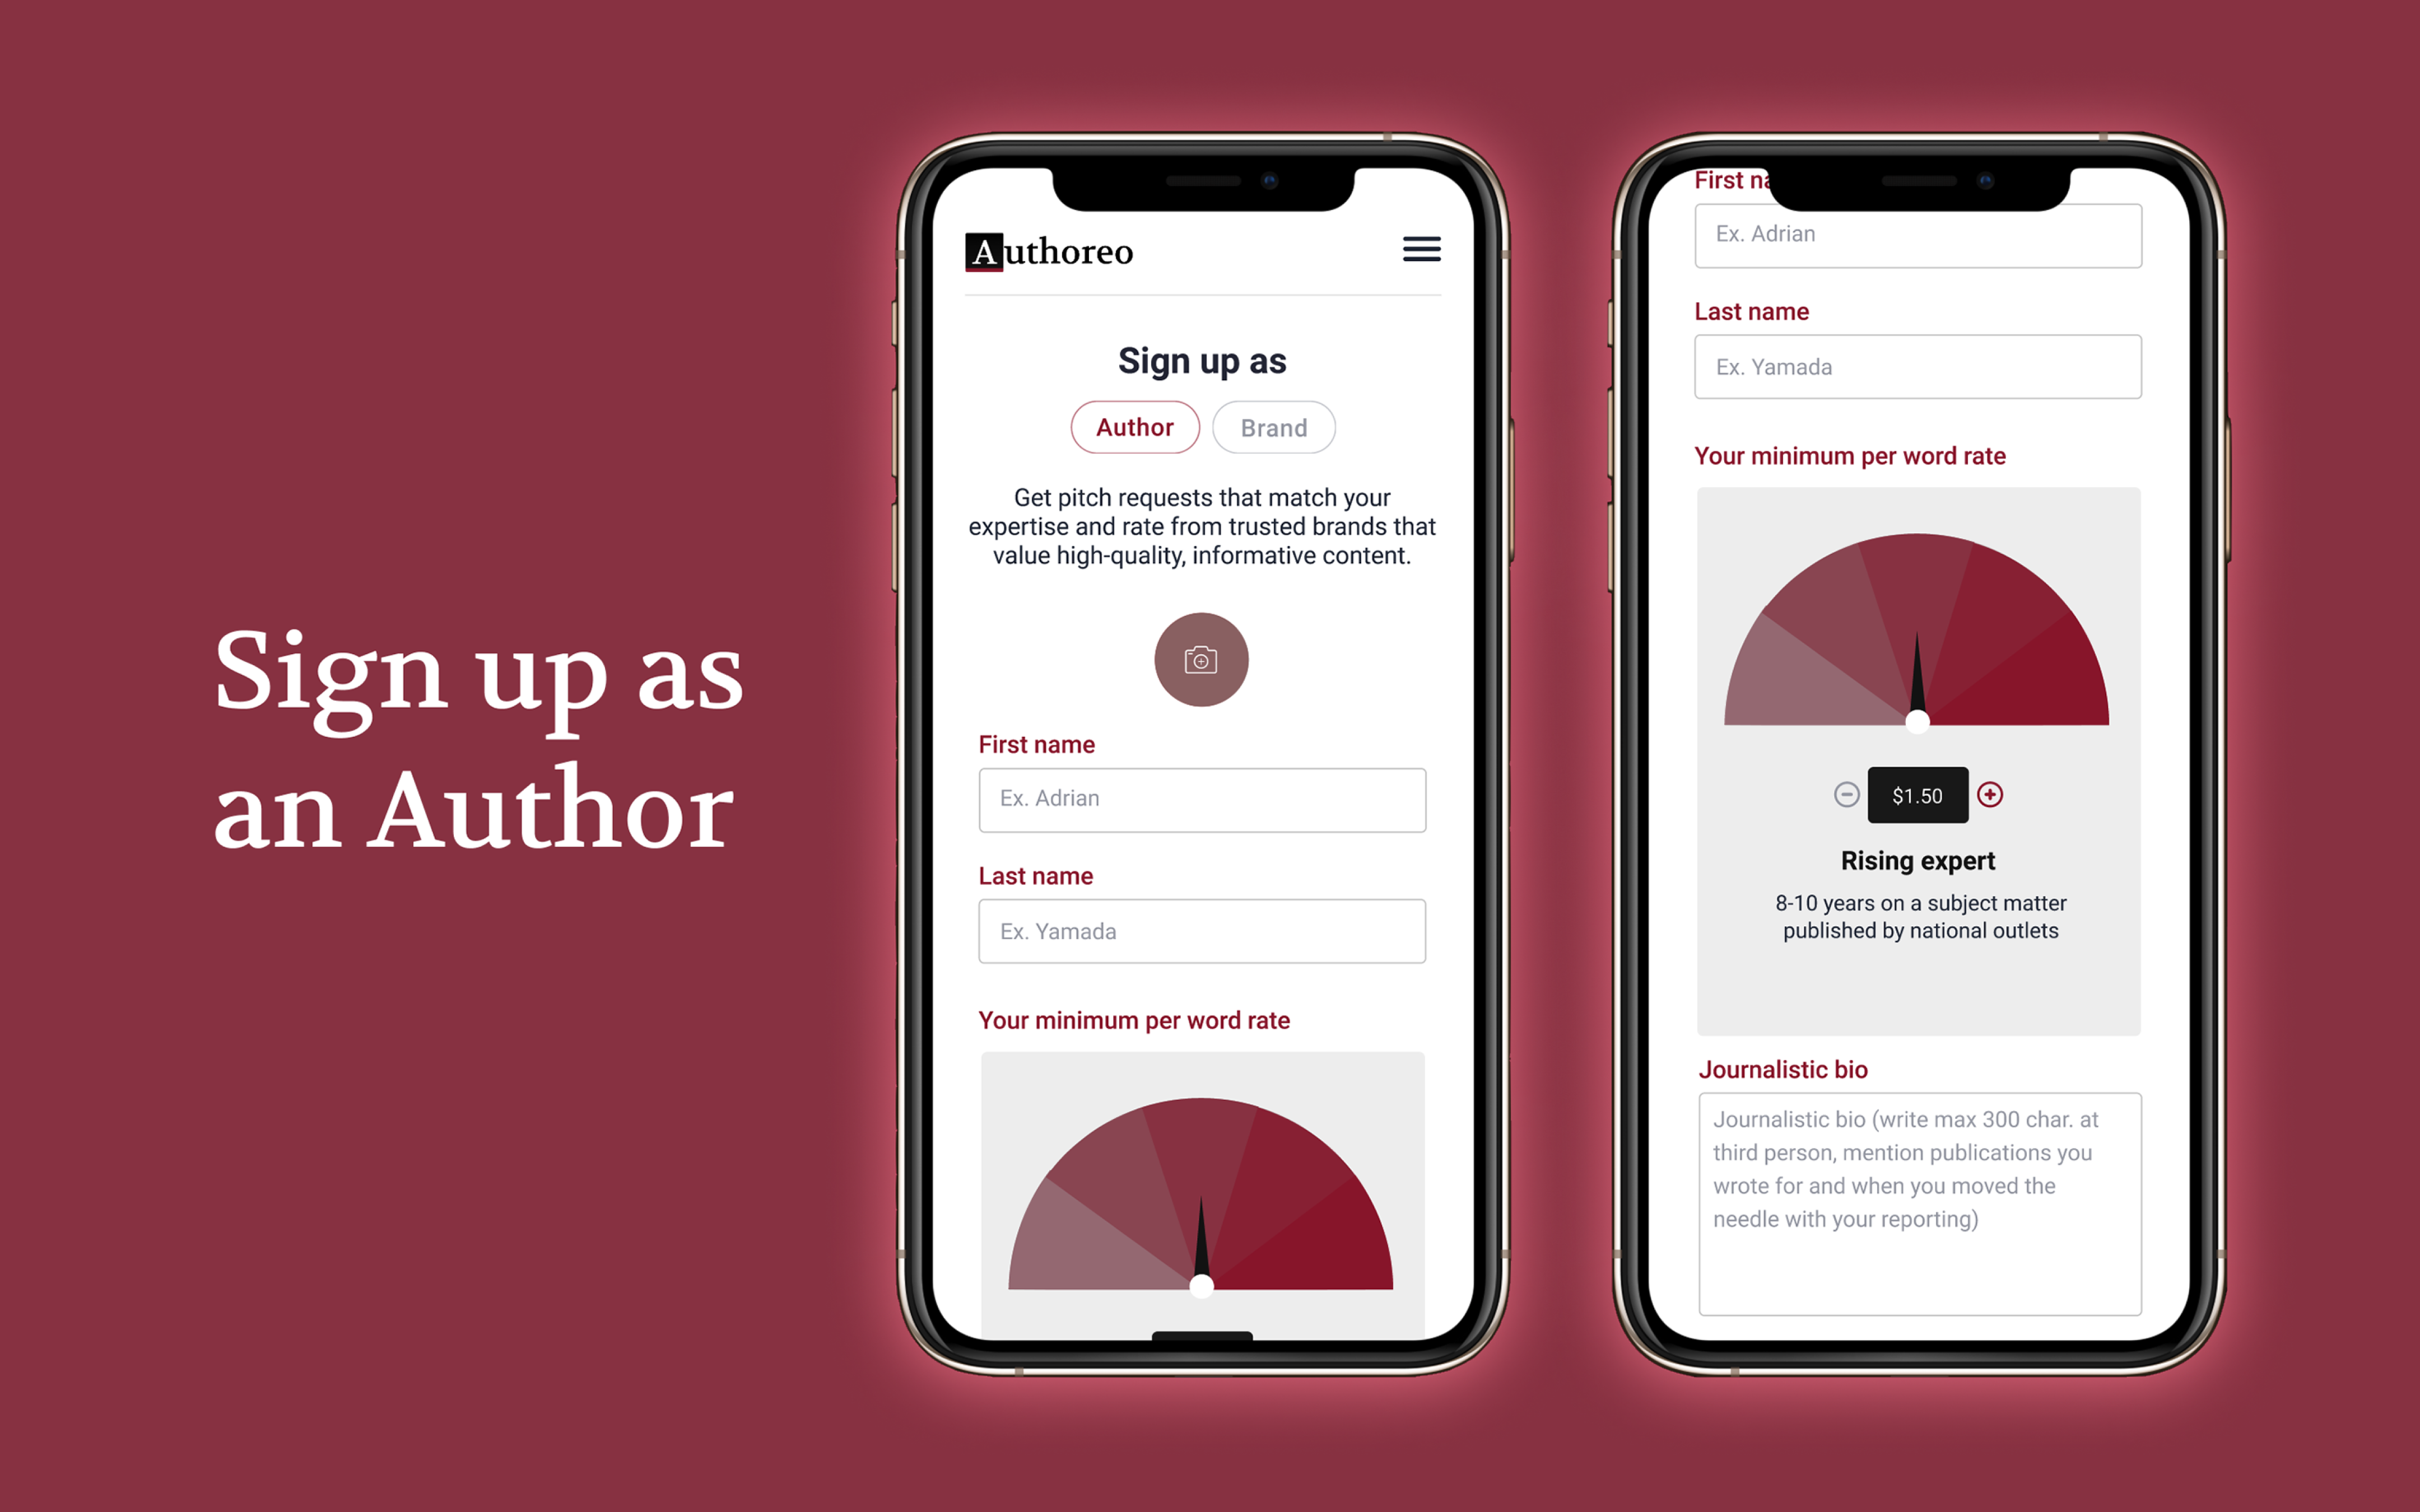 Sign up as
an Author
Authoreo
Sign up as
Author Brand
Get pitch requests that match your
expertise and rate from trusted brands that
value high-quality, informative content.
First name
Ex. Adrian
Last name
Ex. Yamada
Your minimum per word rate
First
Ex. Adrian
Last name
Ex. Yamada
Your minimum per word rate
$1.50
Rising expert
8-10 years on a subject matter
published by national outlets
Journalistic bio
Journalistic bio (write max 300 char. at
third person, mention publications you
wrote for and when you moved the
needle with your reporting)